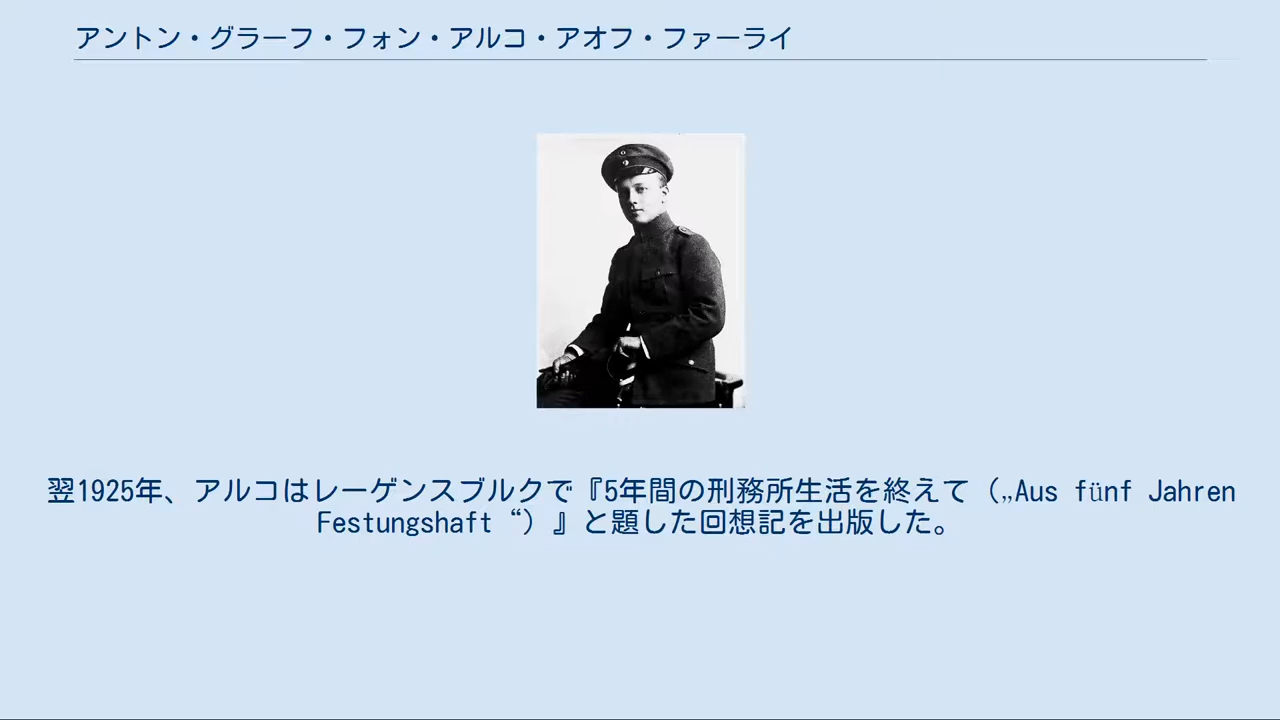 アントン・グラーフ・フォン・アルコ・アオフ・ファーライ
翌1925年、アルコはレーゲンスブルクで『5年間の刑務所生活を終えて（„Aus fünf Jahren
Festungshaft“）』と題した回想記を出版した。